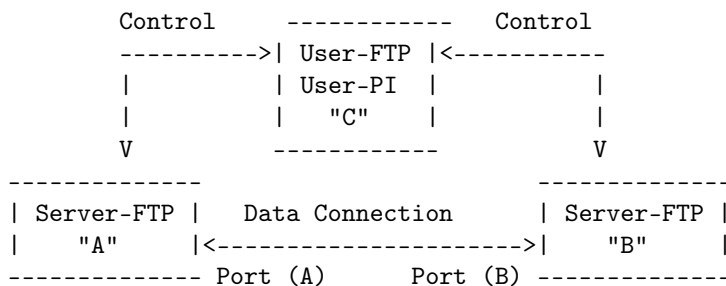 Control     ------------   Control
---------->| User-FTP |<-----------
|          | User-PI  |           |
|          |   "C"    |           |
V          ------------           V
--------------                        --------------
| Server-FTP |   Data Connection      | Server-FTP |
|    "A"     |<---------------------->|    "B"     |
-------------- Port (A)      Port (B) --------------